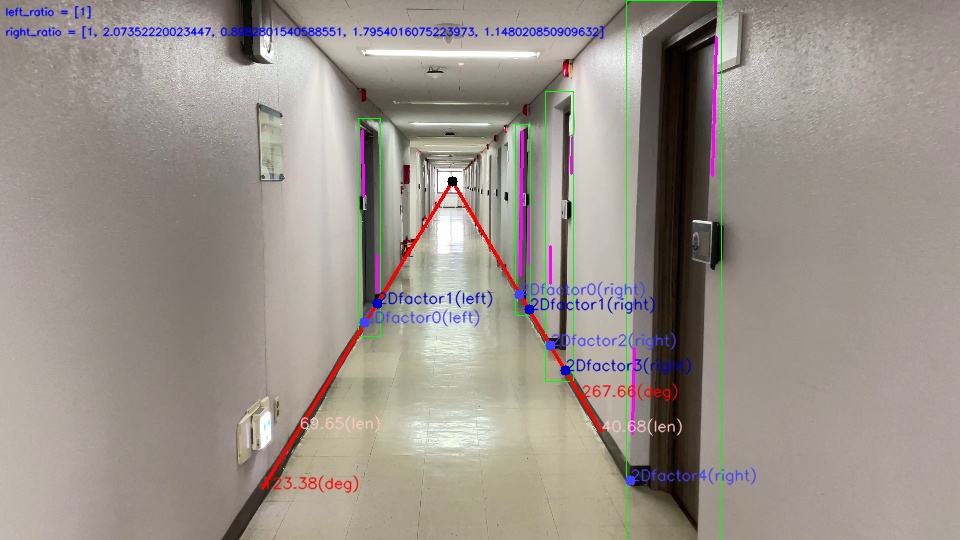 left_ratio = [1]
right_ratio = [1, 2.07352220023447, 0.8982801540588551, 1.7954016075223973, 1.148020850909632]
2Dfactor0(right)
2Dfactor1(left)
2Dfactor1(right)
2Dfactor0(left)
2Dfactor2(right)
2Dfactor3(right)
267.66(deg)
69.65(len)
40.68(len)
2Dfactor4(right)
23.38(deg)